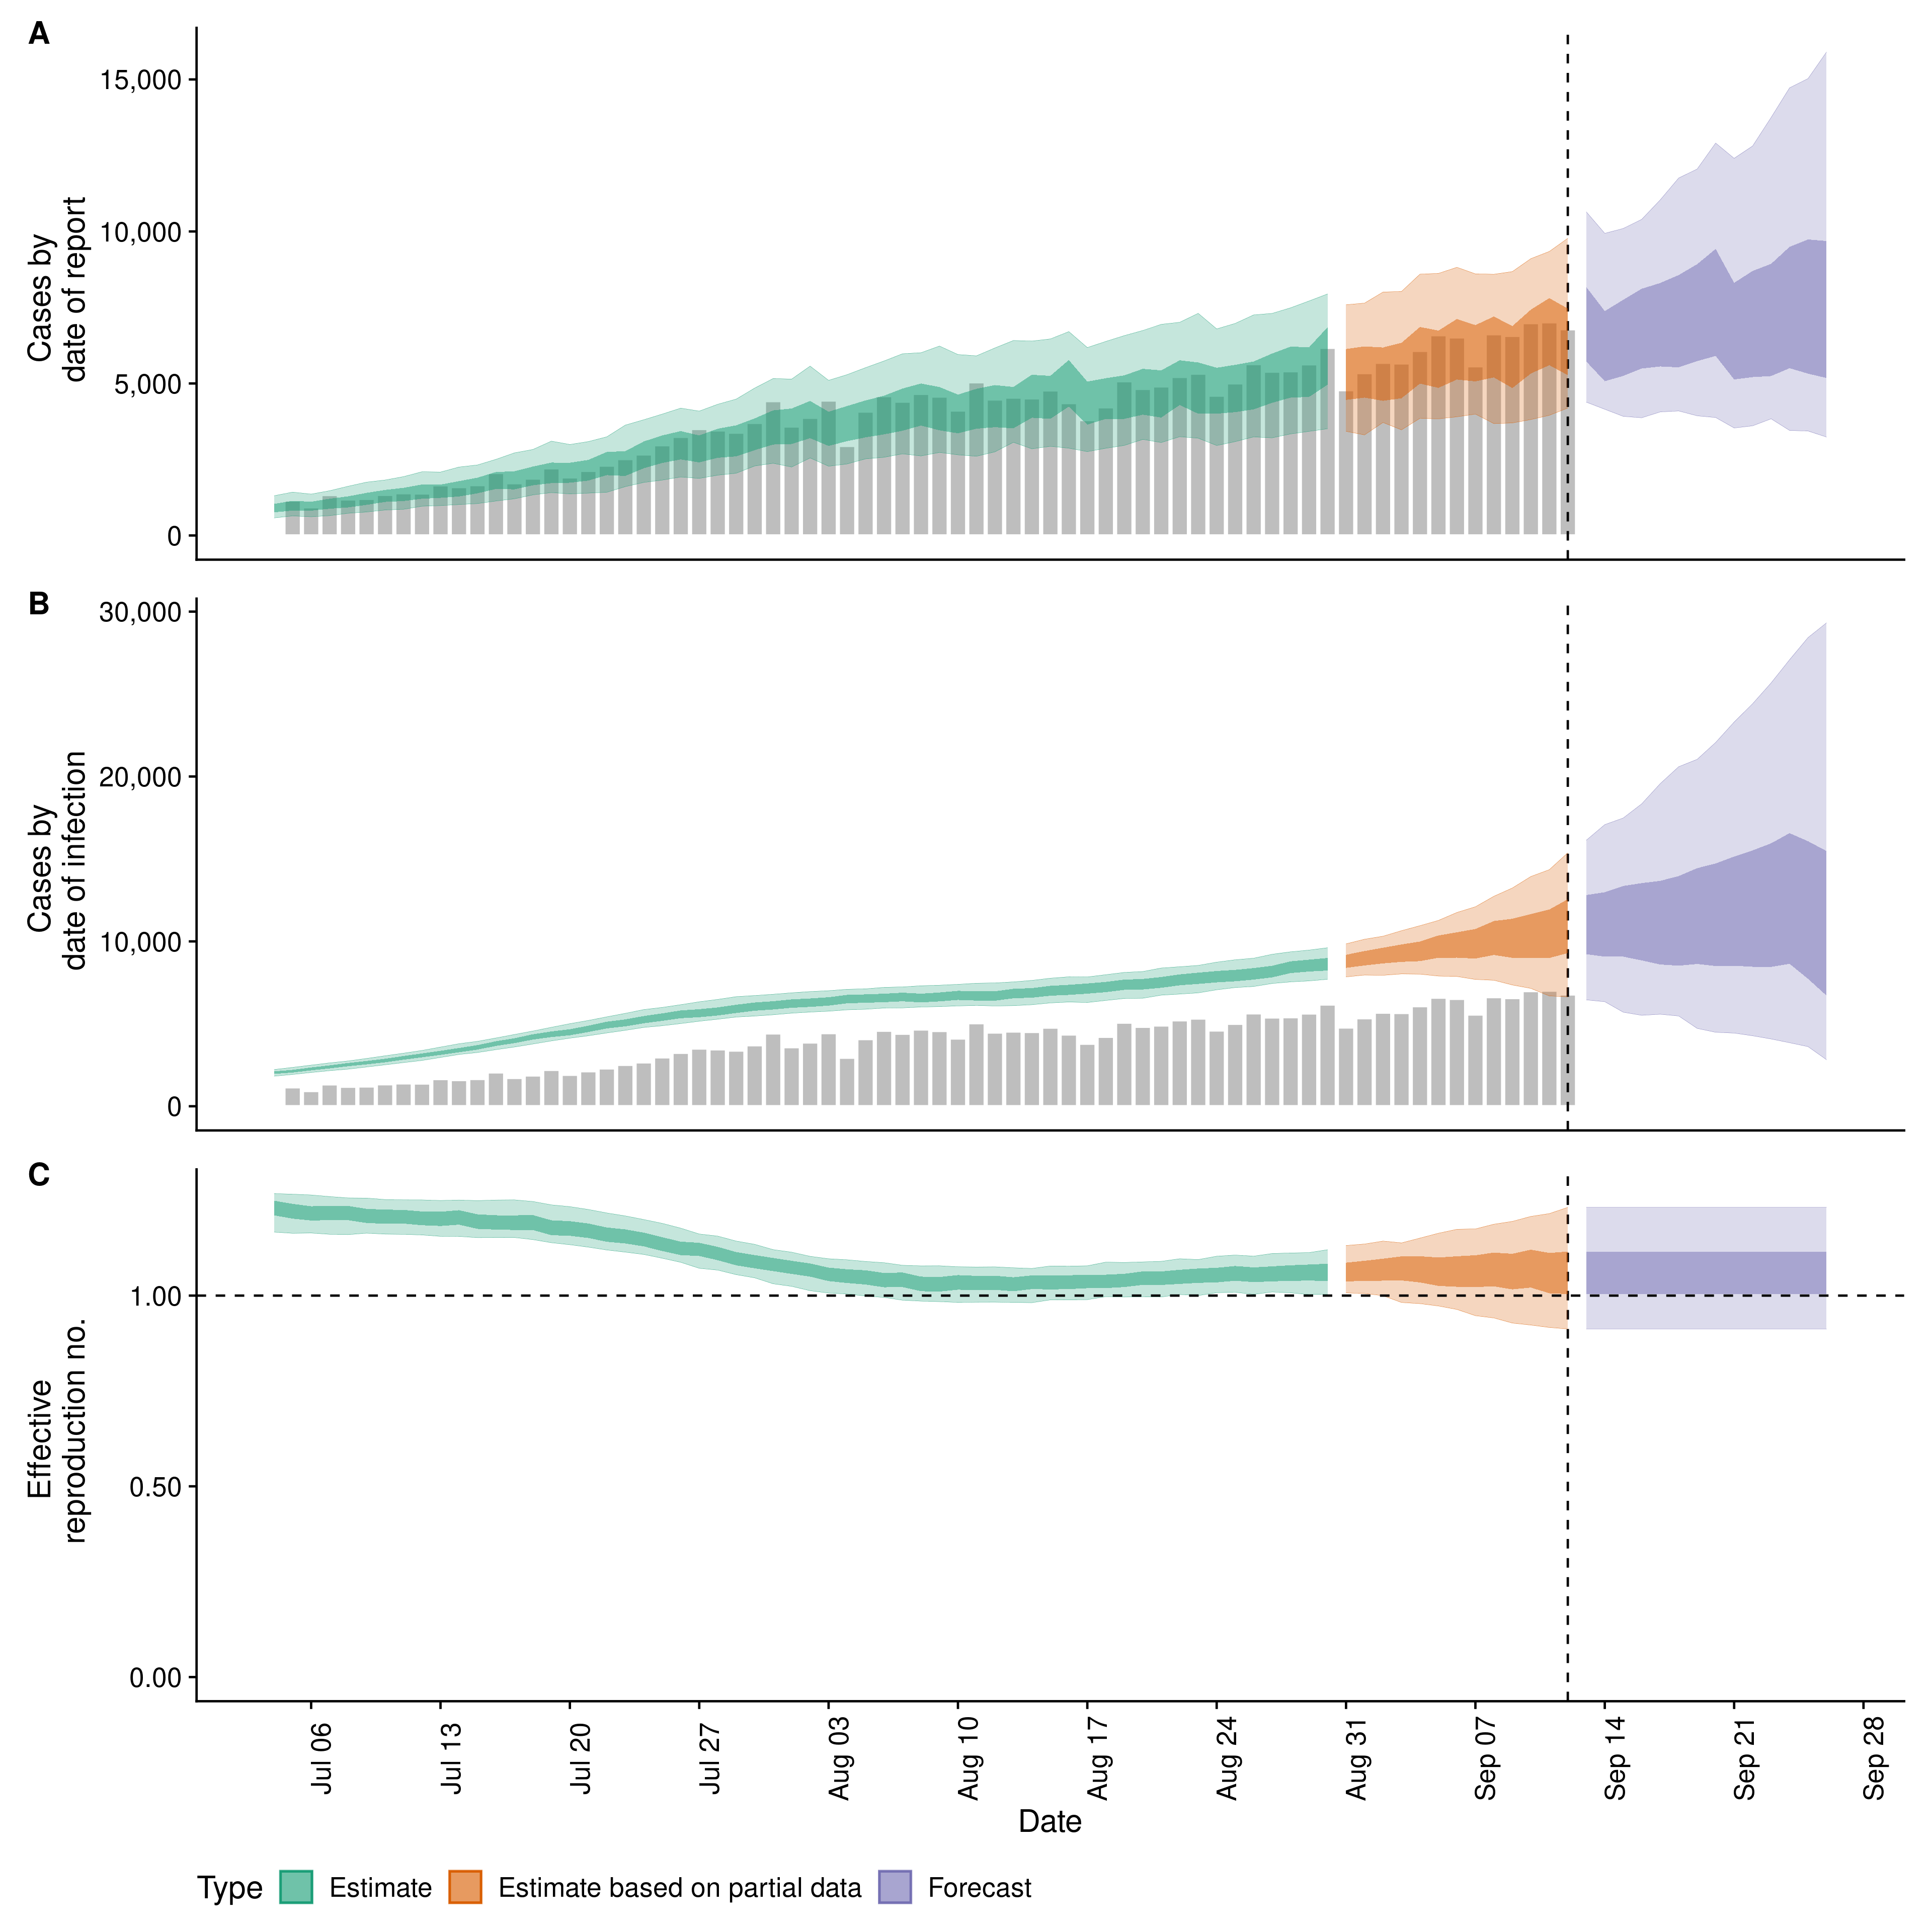 A
15,000
10,000
5,000
0
Cases by
date of report
B
30,000
20,000
10,000
0
Cases by
date of infection
C
1.00
0.50
0.00
Effective
reproduction no.
Jul 06
Jul 13
Jul 20
Jul 27
Aug 03
Aug 10
Aug 17
Aug 24
Aug 31
Sep 07
Sep 14
Sep 21
Sep 28
Date
Type Estimate Estimate based on partial data Forecast